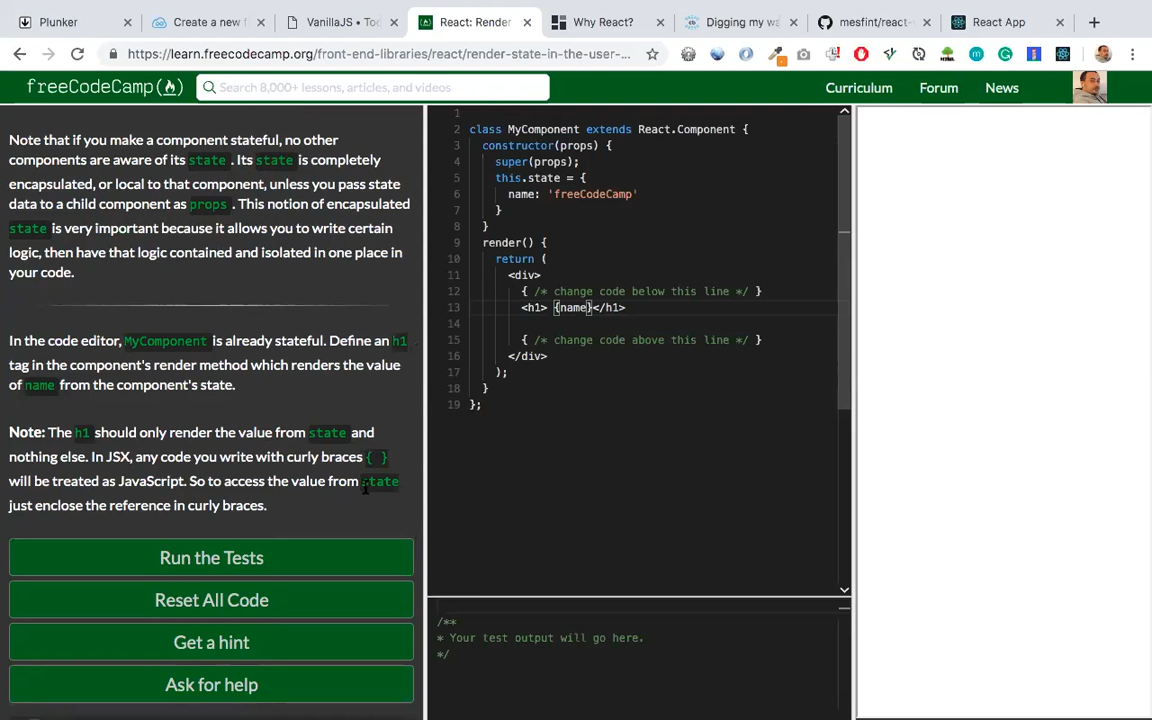 Plunker
Create a new f
VanillaJS • Tod
React: Render
Why React?
Digging my wa
mesfint/react-
React App
https://learn.freecodecamp.org/front-end-libraries/react/render-state-in-the-user-...
freeCodeCamp
Search 8,000+ lessons, articles, and videos
Curriculum
Forum
News
Note that if you make a component stateful, no other
components are aware of its state . Its state is completely
encapsulated, or local to that component, unless you pass state
data to a child component as props . This notion of encapsulated
state is very important because it allows you to write certain
logic, then have that logic contained and isolated in one place in
your code.
In the code editor, MyComponent is already stateful. Define an h1
tag in the component's render method which renders the value
of name from the component's state.
Note: The h1 should only render the value from state and
nothing else. In JSX, any code you write with curly braces { }
will be treated as JavaScript. So to access the value from state
just enclose the reference in curly braces.
Run the Tests
Reset All Code
Get a hint
Ask for help
1
2 class MyComponent extends React.Component {
3 constructor(props) {
4 super(props);
5 this.state = {
6 name: 'freeCodeCamp'
7 }
8 }
9 render() {
10 return (
11 <div>
12 { /* change code below this line */ }
13 <h1> {name}</h1>
14
15 { /* change code above this line */ }
16 </div>
17 );
18 }
19 };
/**
* Your test output will go here.
*/